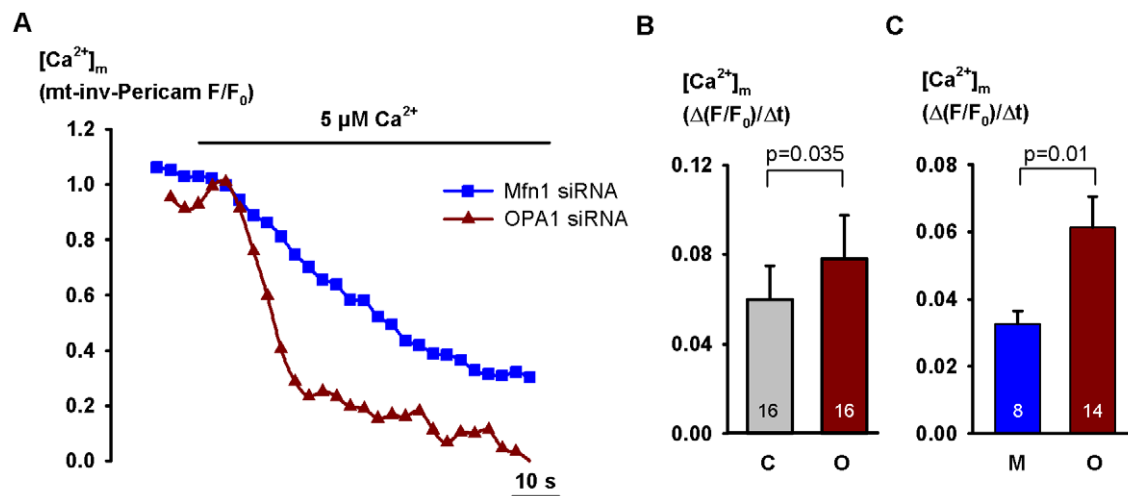 A
[Ca²⁺]m
(mt-inv-Pericam F/F₀)
5 µM Ca²⁺
1.0
0.8
0.6
0.4
0.2
0.0
Mfn1 siRNA
OPA1 siRNA
10 s
B
[Ca²⁺]m
(Δ(F/F₀)/Δt)
p=0.035
0.12
0.08
0.04
0.00
16
16
C
O
C
[Ca²⁺]m
(Δ(F/F₀)/Δt)
p=0.01
0.08
0.06
0.04
0.02
0.00
8
14
M
O